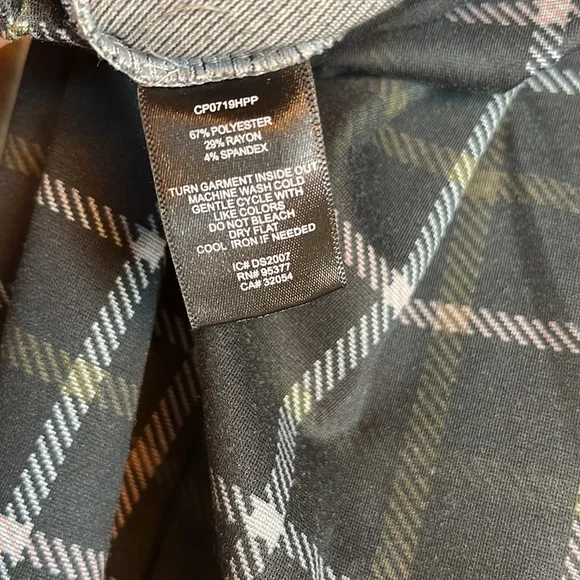 CP0719HPP
67% POLYESTER
29% RAYON
4% SPANDEX
TURN GARMENT INSIDE OUT
MACHINE WASH COLD
GENTLE CYCLE WITH
LIKE COLORS
DO NOT BLEACH
DRY FLAT
COOL IRON IF NEEDED
IC# DS2007
RN# 95377
CA# 32054